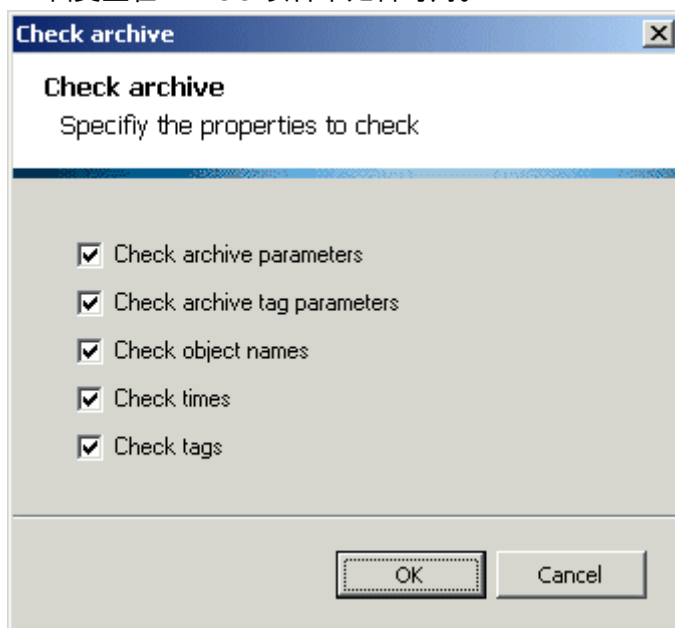 Check archive
Check archive
Specifiy the properties to check
Check archive parameters
Check archive tag parameters
Check object names
Check times
Check tags
OK
Cancel